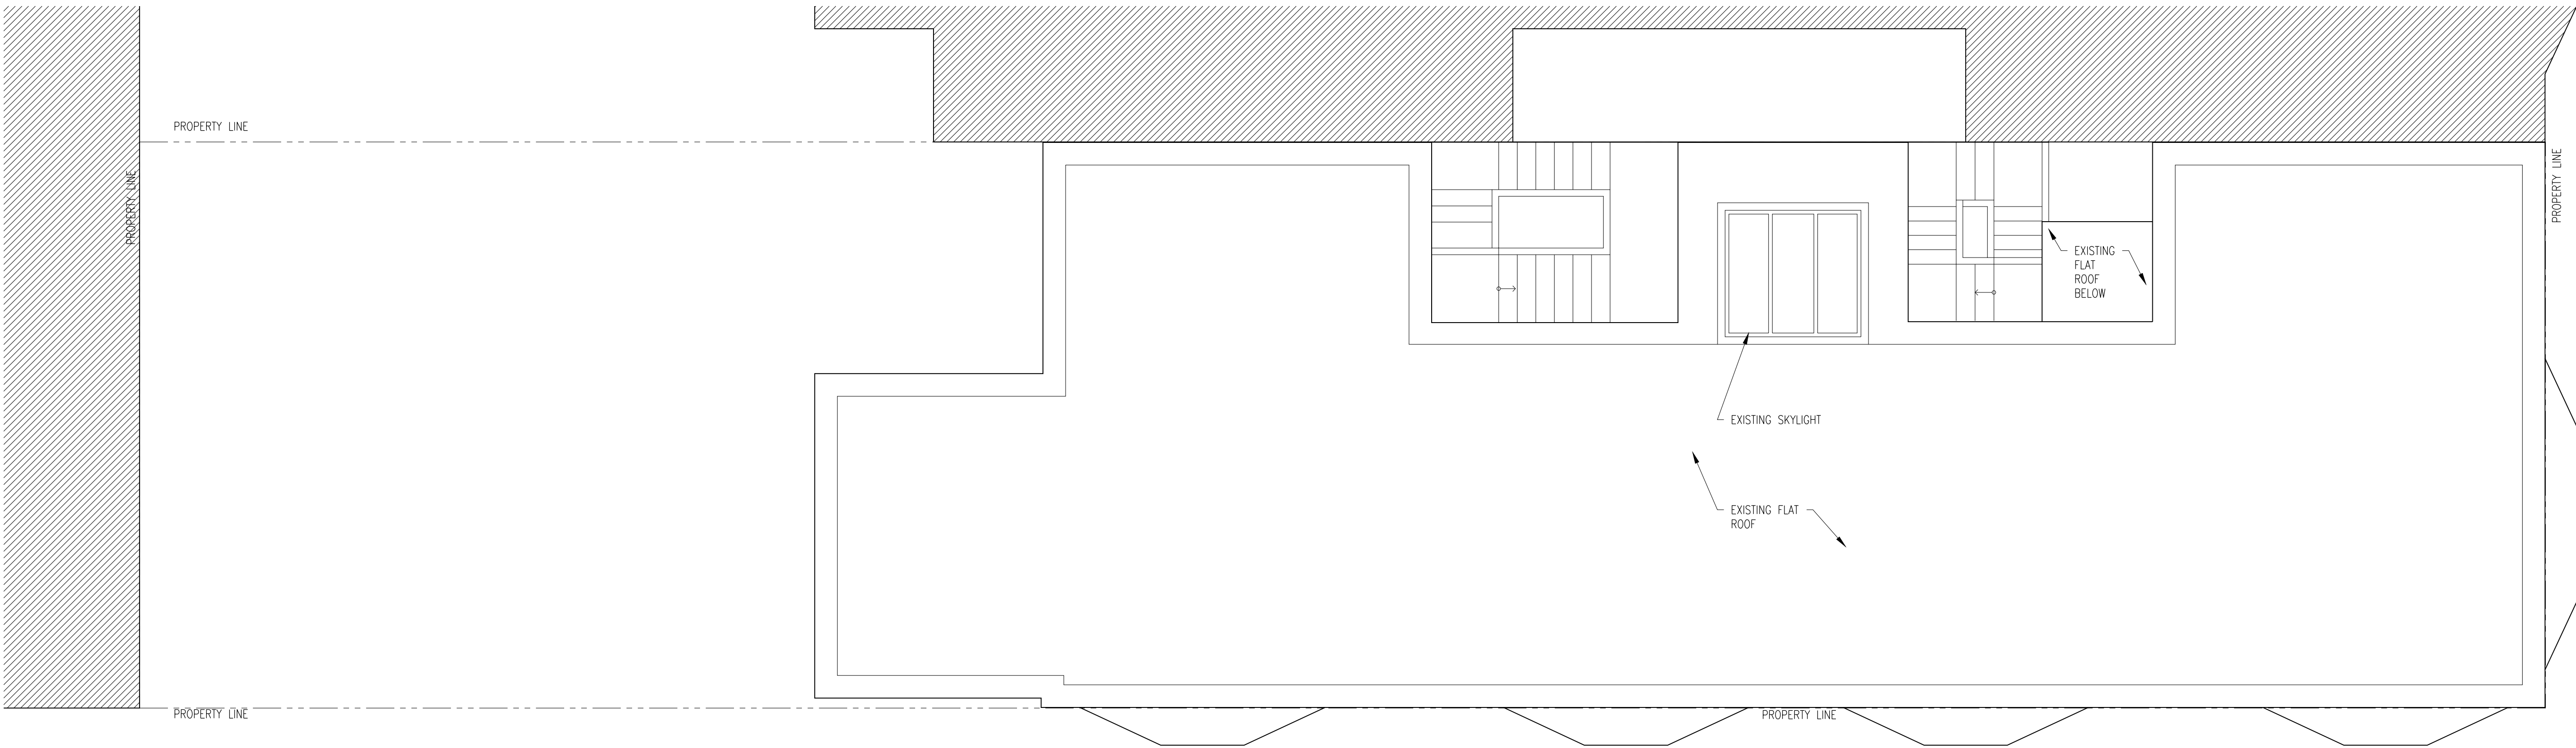 PROPERTY LINE
PROPERTY LINE
PROPERTY LINE
EXISTING
FLAT
ROOF
BELOW
EXISTING SKYLIGHT
EXISTING FLAT
ROOF
PROPERTY LINE
PROPERTY LINE